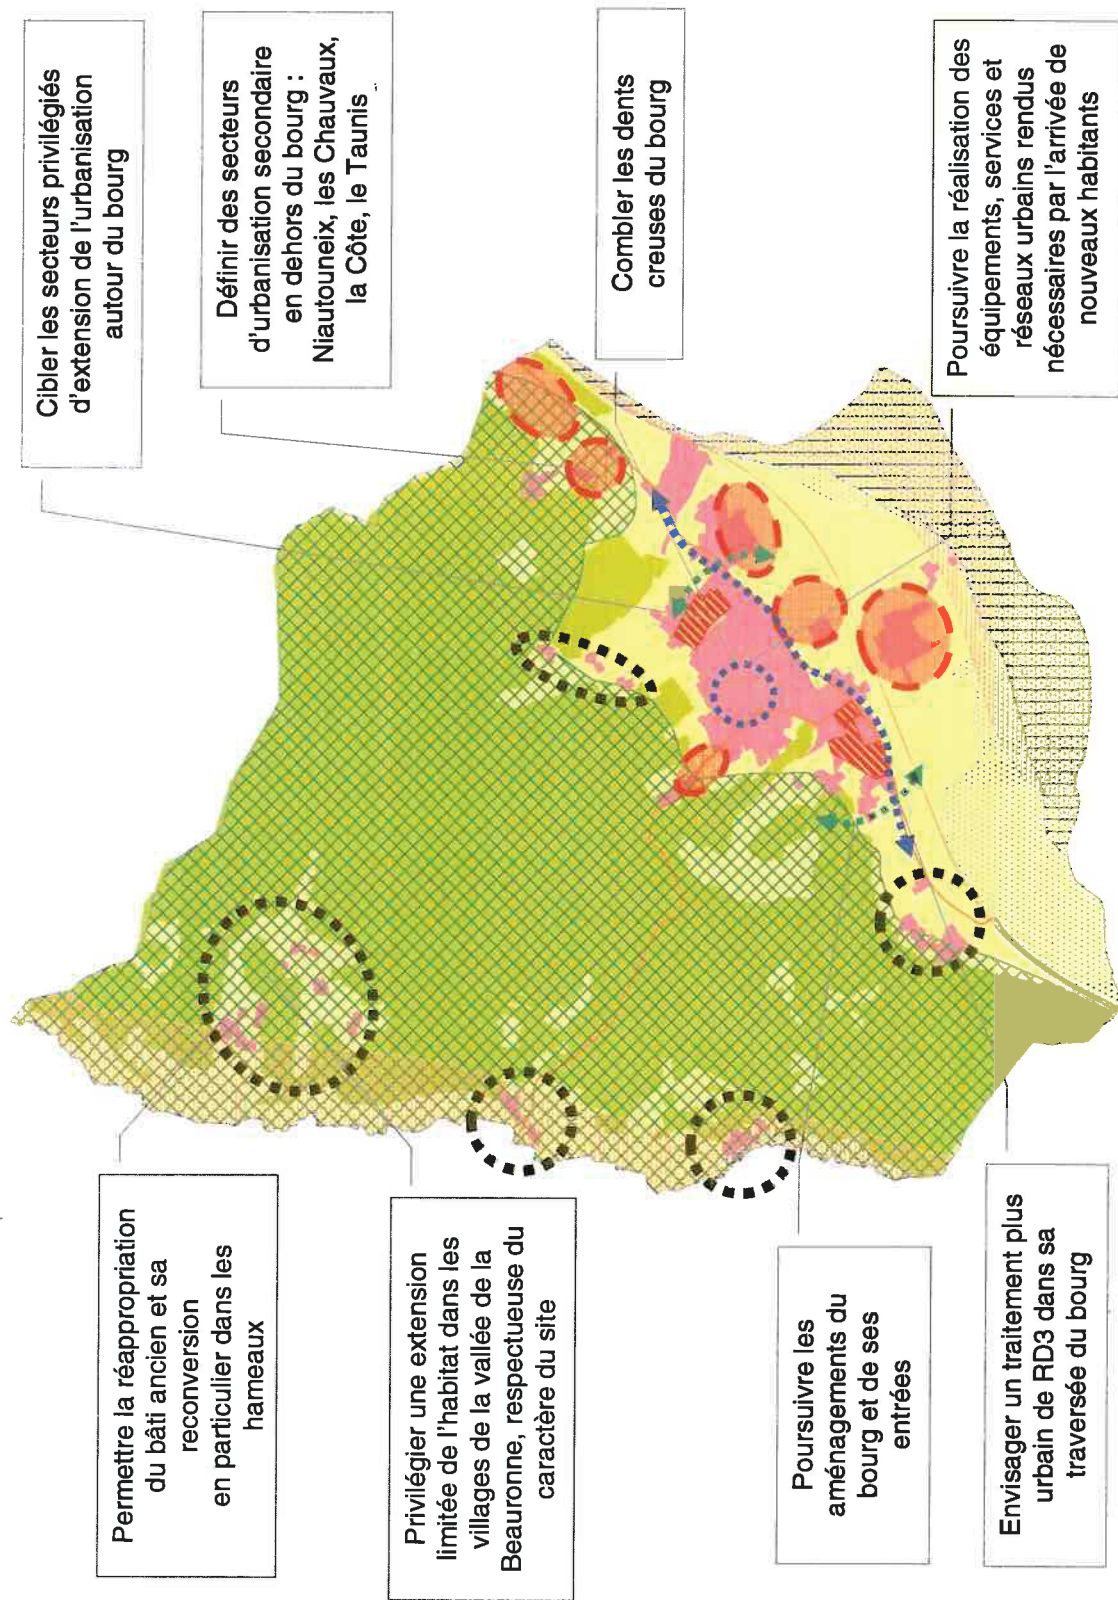 Permettre la réappropriation
du bâti ancien et sa
reconversion
en particulier dans les
hameaux
Privilégier une extension
limitée de l'habitat dans les
villages de la vallée de la
Beauronne, respectueuse du
caractère du site
Poursuivre les
aménagements du
bourg et de ses
entrées
Envisager un traitement plus
urbain de RD3 dans sa
traversée du bourg
Cibler les secteurs privilégiés
d'extension de l'urbanisation
autour du bourg
Définir des secteurs
d'urbanisation secondaire
en dehors du bourg :
Niautouneix, les Chauvaux,
la Côte, le Taunis
Combler les dents
creuses du bourg
Poursuivre la réalisation des
équipements, services et
réseaux urbains rendus
nécessaires par l'arrivée de
nouveaux habitants